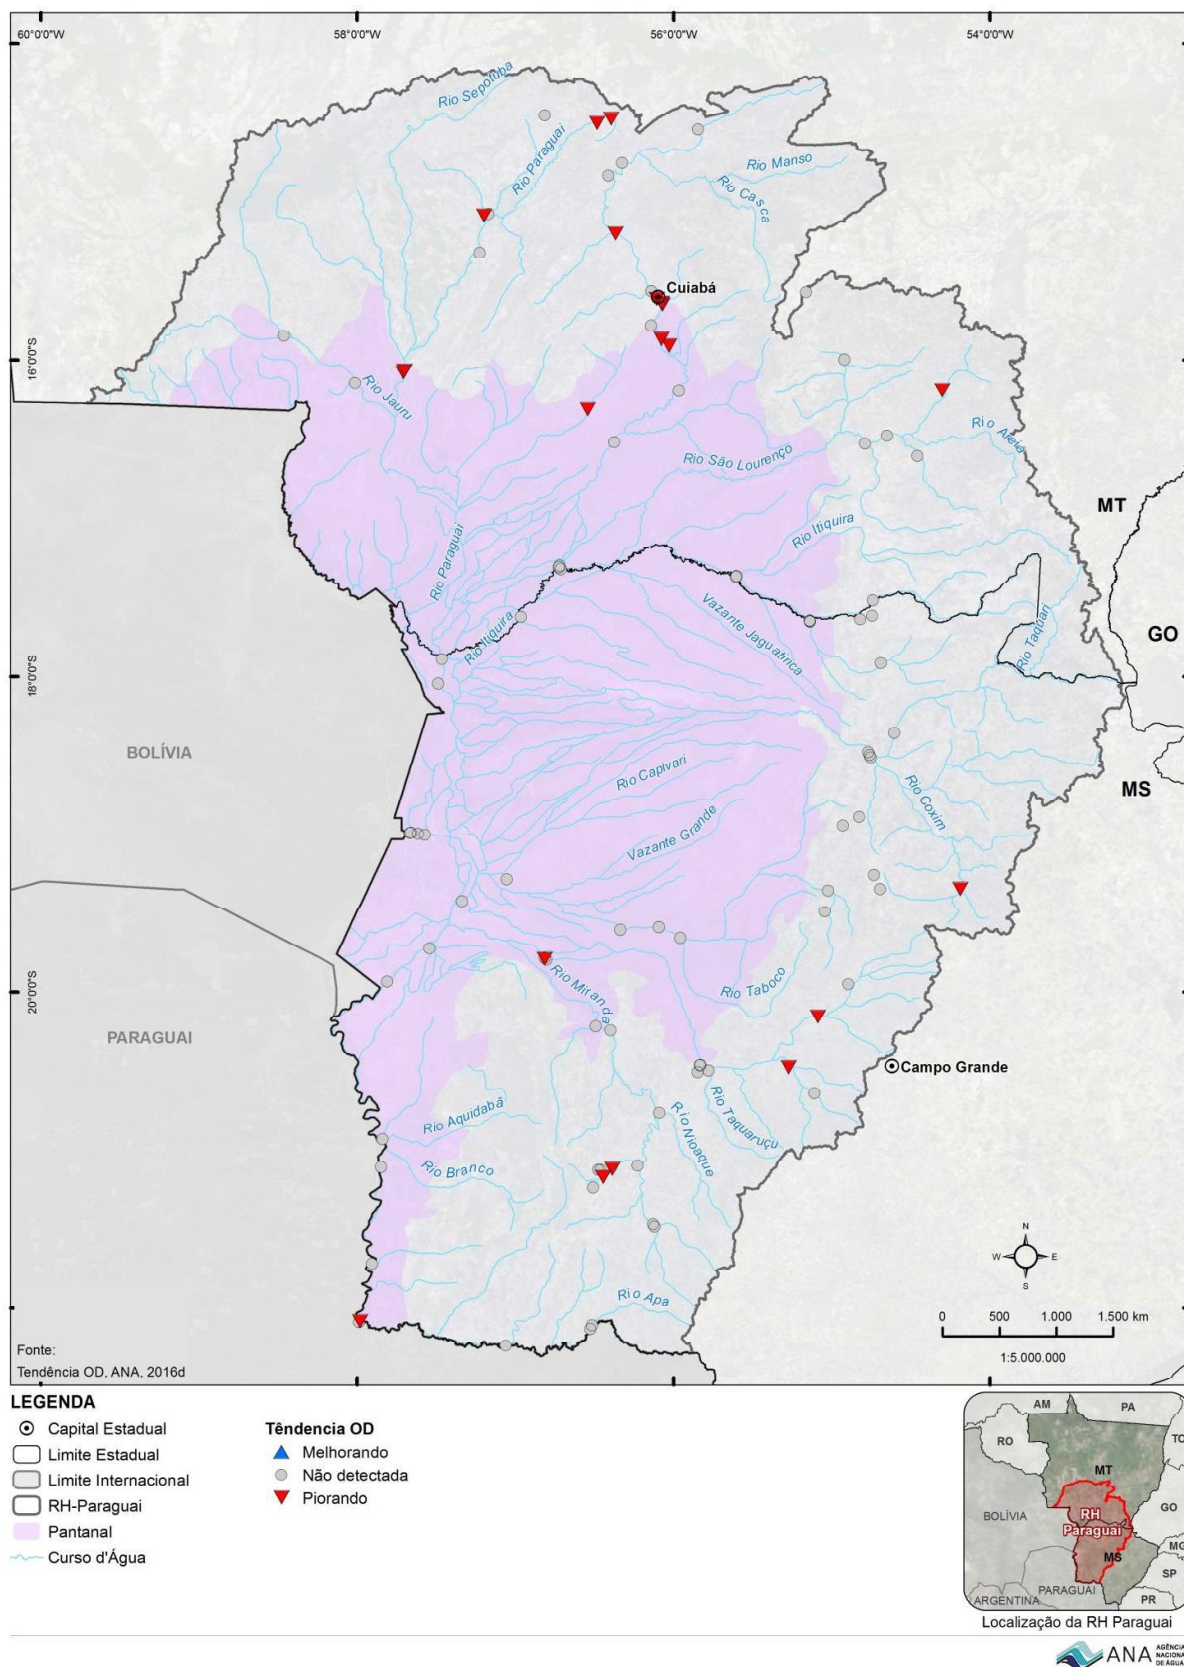 60°0'0"W
58°0'0"W
56°0'0"W
54°0'0"W
Rio Sepotuba
Rio Paraguai
Rio Manso
Rio Casca
Cuiabá
16°0'0"S
Rio Jauru
Rio Areia
Rio São Lourenço
MT
Rio Itiquira
Rio Paraguai
Vazante Jaguatirica
Rio Itiquira
Rio Taquari
GO
18°0'0"S
BOLÍVIA
Rio Capivari
MS
Rio Coxim
Vazante Grande
Rio Miranda
Rio Taboco
20°0'0"S
PARAGUAI
Campo Grande
Rio Aquidabã
Rio Nioaque
Rio Taquaruçu
Rio Branco
N
W
E
S
Rio Apa
0 500 1.000 1.500 km
1:5.000.000
Fonte:
Tendência OD. ANA. 2016d
LEGENDA
Capital Estadual
Limite Estadual
Limite Internacional
RH-Paraguai
Pantanal
Curso d'Água
Têndencia OD
Melhorando
Não detectada
Piorando
AM
PA
RO
TO
MT
GO
BOLÍVIA
RH
Paraguai
MS
MG
SP
PARAGUAI
ARGENTINA
PR
Localização da RH Paraguai
ANA
AGÊNCIA
NACIONAL
DE ÁGUAS